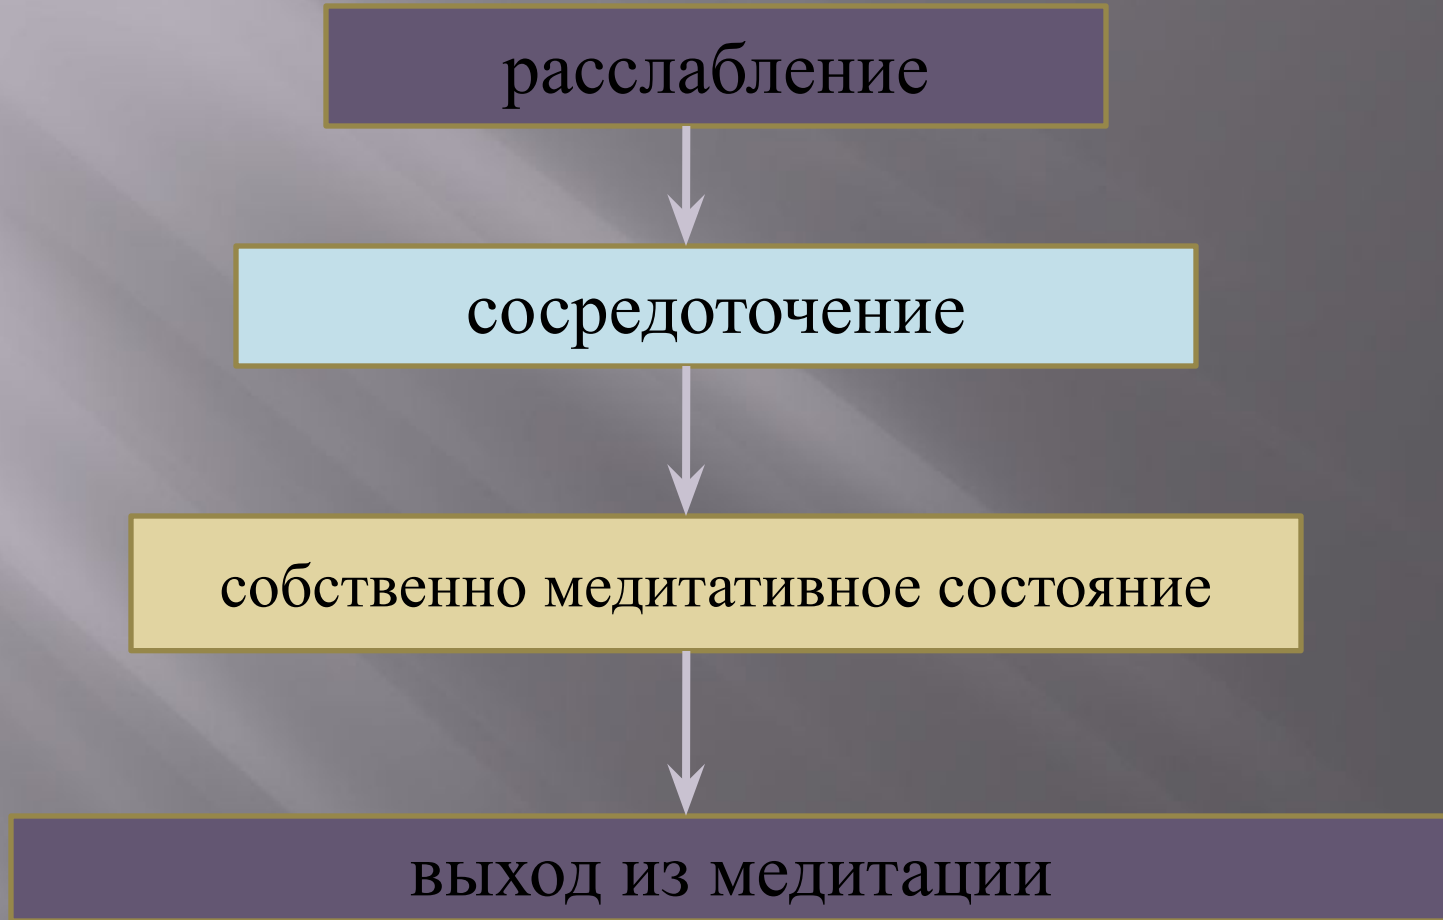 расслабление
сосредоточение
собственно медитативное состояние
выход из медитации